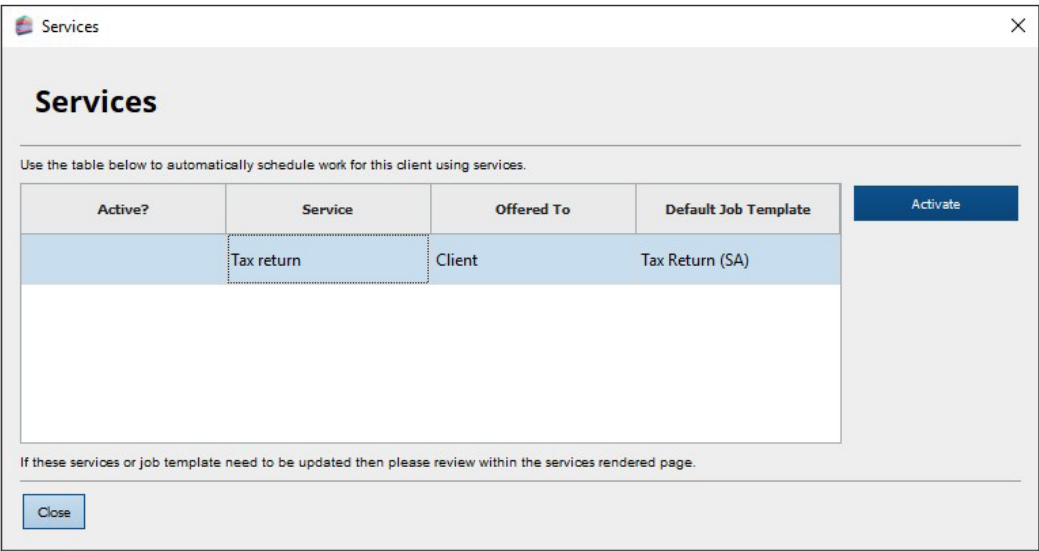 Services
Services
Use the table below to automatically schedule work for this client using services.
Active? Service Offered To Default Job Template
Activate
Tax return Client Tax Return (SA)
If these services or job template need to be updated then please review within the services rendered page.
Close